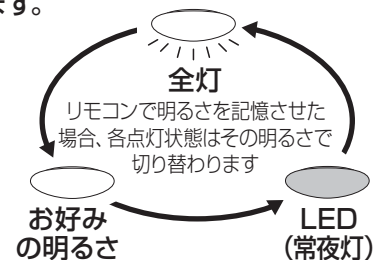 ます。
全灯
リモコンで明るさを記憶させた
場合、各点灯状態はその明るさで
切り替わります
お好み
の明るさ
LED
（常夜灯）